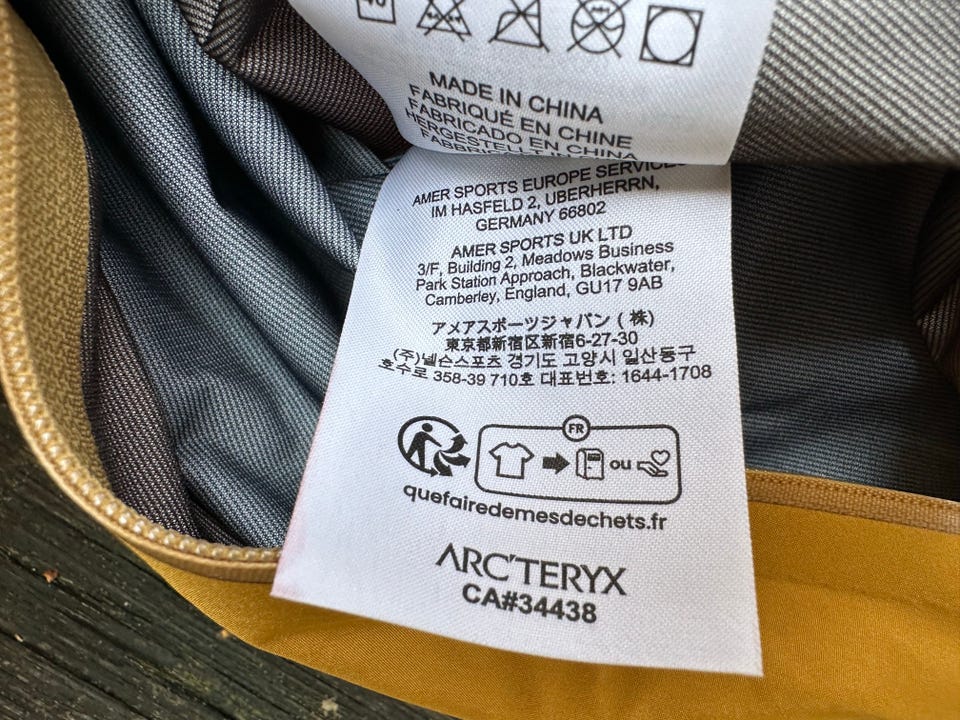 MADE IN CHINA
FABRIQUÉ EN CHINE
FABRICADO EN CHINA
HERGESTELLT IN
AMER SPORTS EUROPE SERVICES
IM HASFELD 2, UBERHERRN,
GERMANY 66802
AMER SPORTS UK LTD
3/F, Building 2, Meadows Business
Park Station Approach, Blackwater,
Camberley, England, GU17 9AB
アメアスポーツジャパン ( 株)
東京都新宿区新宿6-27-30
(주)넬슨스포츠 경기도 고양시 일산동구
호수로 358-39 710호 대표번호: 1644-1708
FR
ou
quefairedemesdechets.fr
ARC'TERYX
CA#34438